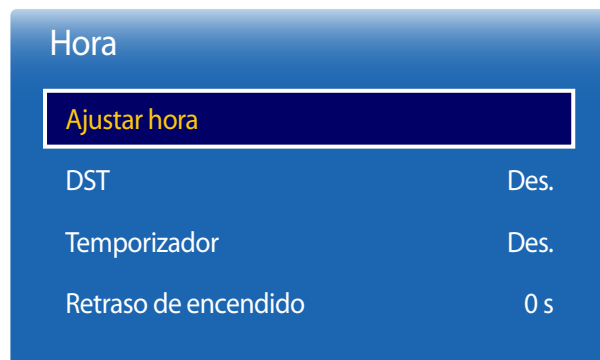 Hora
Ajustar hora
DST Des.
Temporizador Des.
Retraso de encendido 0 s